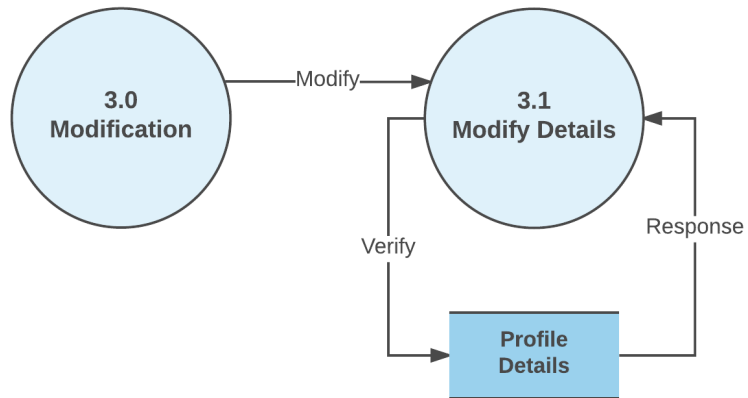 3.0
Modification
Modify
3.1
Modify Details
Verify
Response
Profile
Details